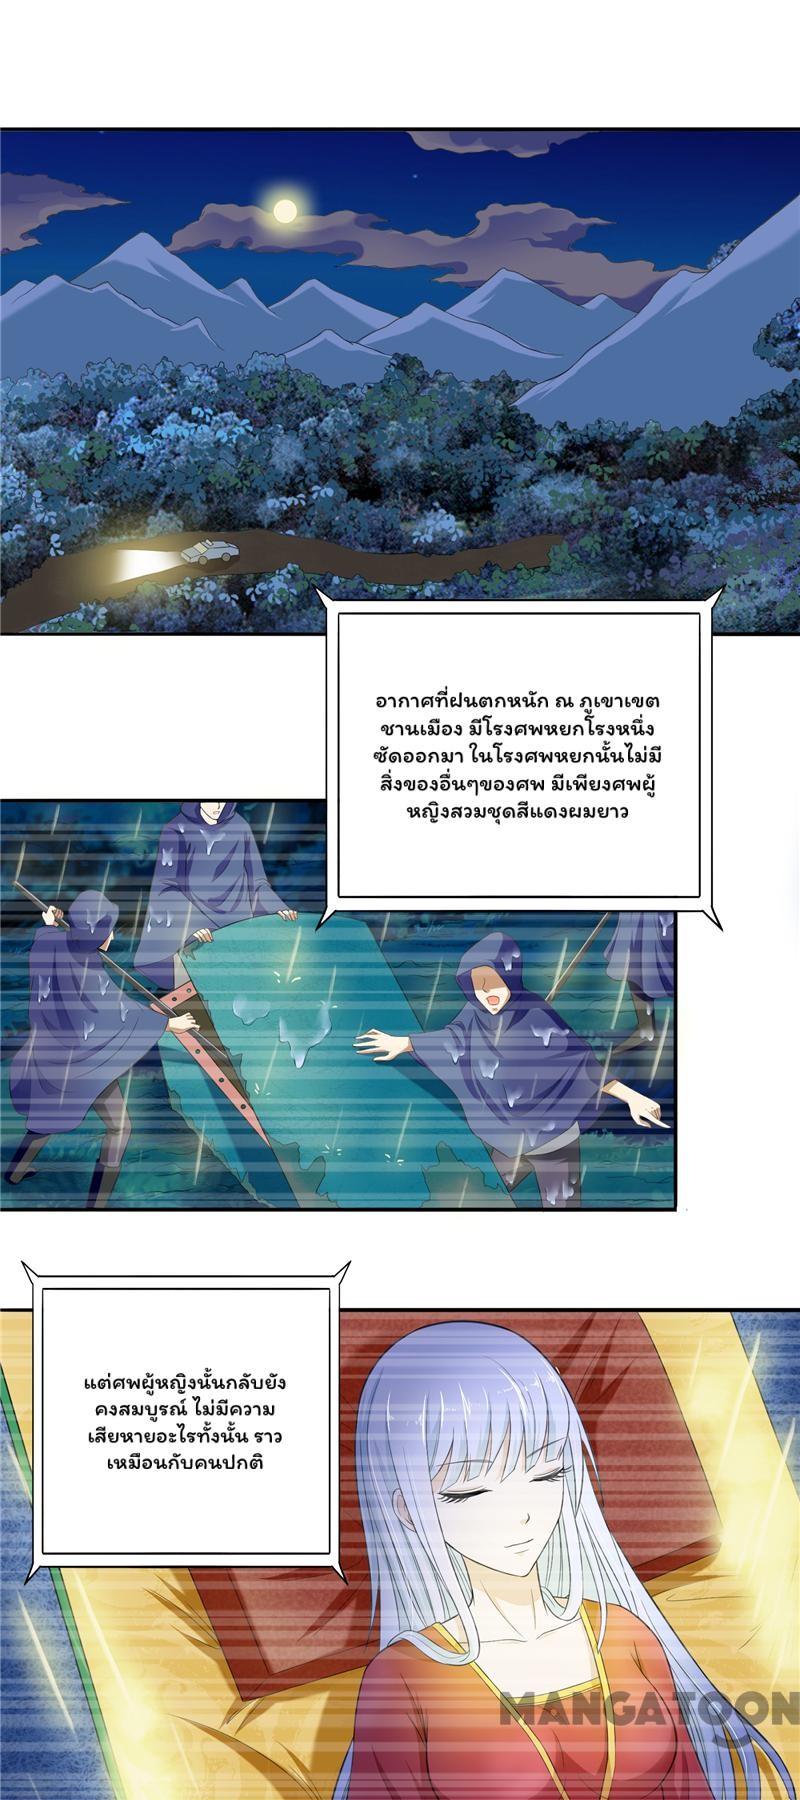 อากาศที่ฝนตกหนัก ณ ภูเขาเขต
ชานเมือง มีโรงศพหยกโรงหนึ่ง
ซัดออกมา ในโรงศพหยกนั้นไม่มี
สิ่งของอื่นๆของศพ มีเพียงศพผู้
หญิงสวมชุดสีแดงผมยาว
แต่ศพผู้หญิงนั้นกลับยัง
คงสมบูรณ์ ไม่มีความ
เสียหายอะไรทั้งนั้น ราว
เหมือนกับคนปกติ
MANGATOON